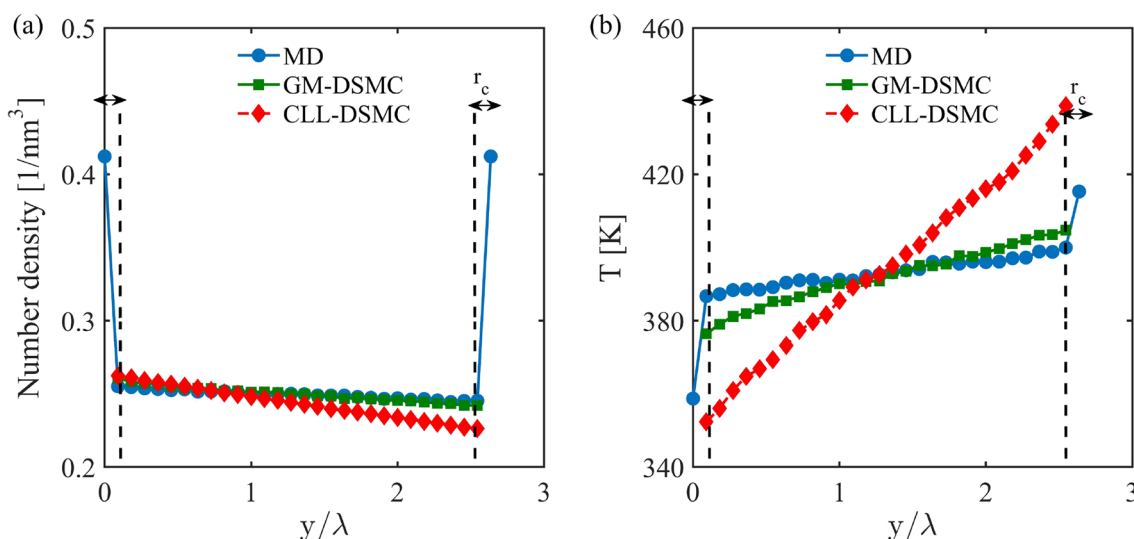 (a)
0.5
0.4
0.3
0.2
Number density [1/nm³]
MD
GM-DSMC
CLL-DSMC
r_c
0 1 2 3
y/λ
(b)
460
420
380
340
T [K]
MD
GM-DSMC
CLL-DSMC
r_c
0 1 2 3
y/λ